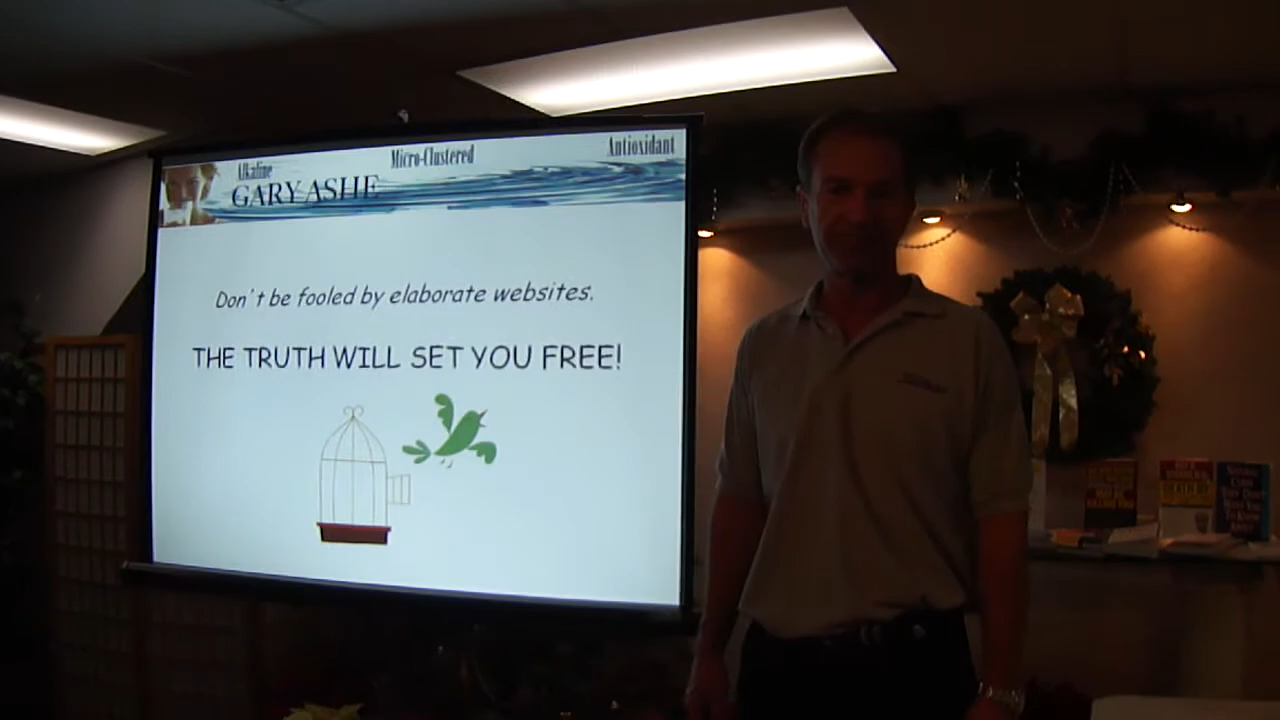 Alkaline
Micro-Clustered
Antioxidant
GARY ASHE
Don't be fooled by elaborate websites.
THE TRUTH WILL SET YOU FREE!